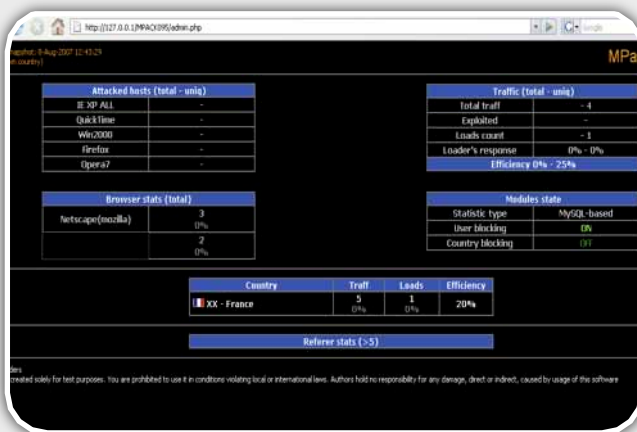 http://127.0.0.1/MPACK095/admin.php
snapshot: 8-Aug-2007 12:43:29
MPa
n country)
Attacked hosts (total - uniq)
IE XP ALL -
QuickTime -
Win2000 -
Firefox -
Opera7 -
Traffic (total - uniq)
Total traff - 4
Exploited -
Loads count - 1
Loader's response 0% - 0%
Efficiency 0% - 25%
Browser stats (total)
Netscape(mozilla) 3
0%
2
0%
Modules state
Statistic type MySQL-based
User blocking ON
Country blocking OFF
Country Traff Loads Efficiency
XX - France 5 1 20%
0% 0%
Referer stats (>5)
ders
created solely for test purposes. You are prohibited to use it in conditions violating local or international laws. Authors hold no responsibility for any damage, direct or indirect, caused by usage of this software